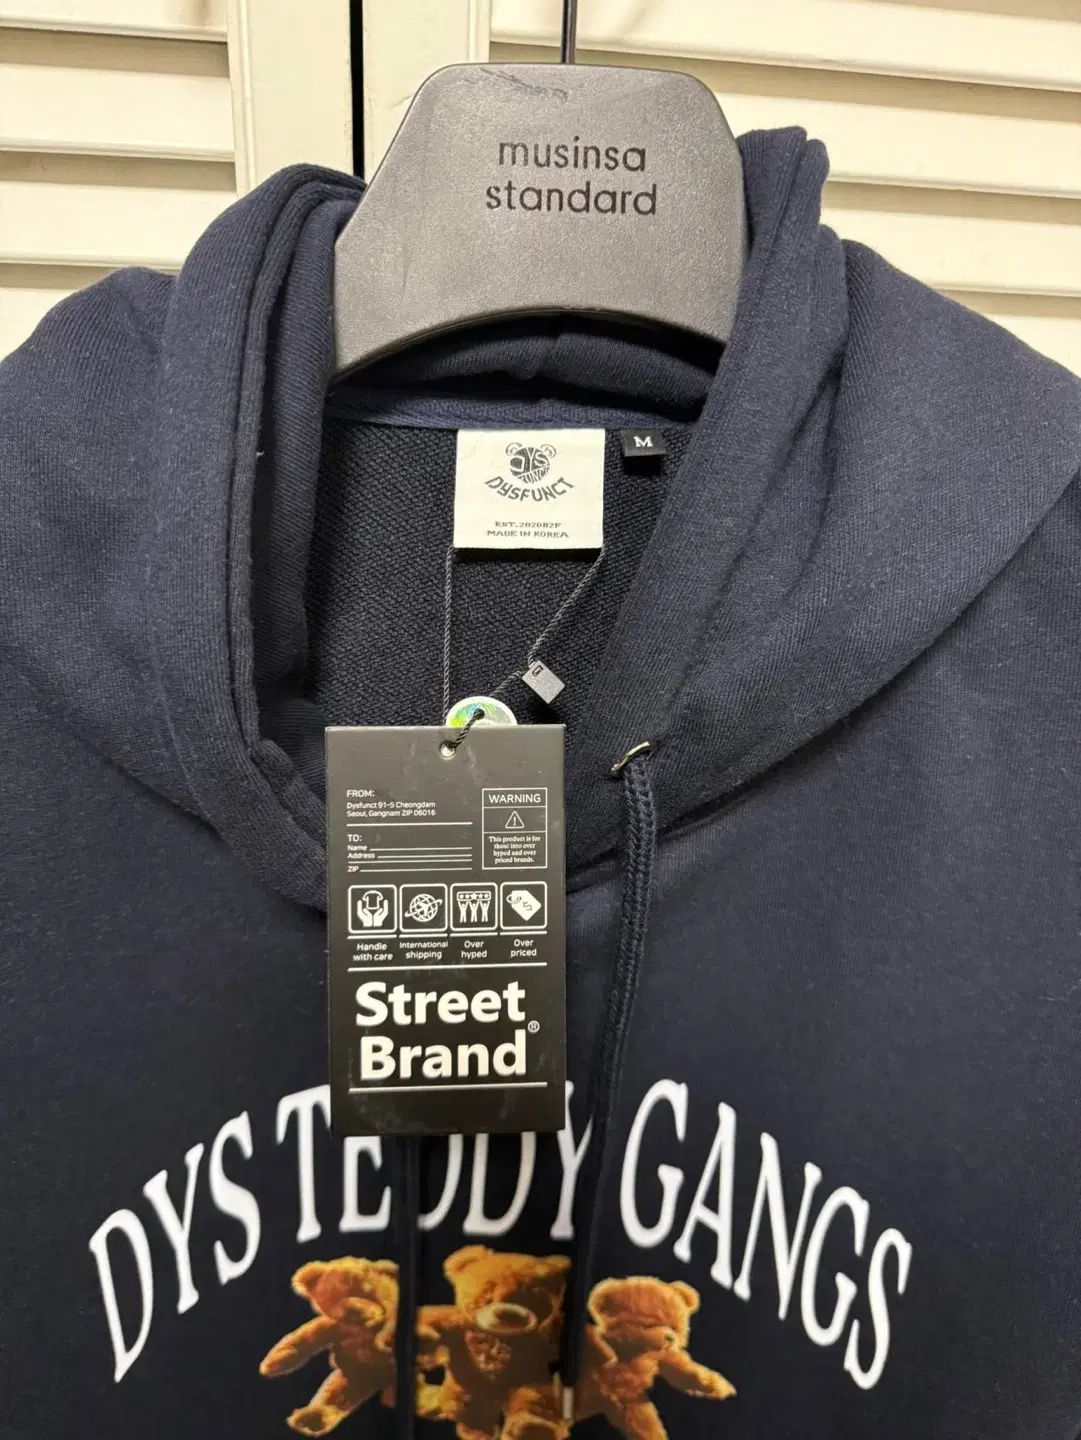 musinsa
standard
DYS
FUNCT
DYSFUNCT
M
EST.2020B2F
MADE IN KOREA
FROM:
Dysfunct 91-5 Cheongdam
Seoul, Gangnam ZIP 06016
TO:
Name
Address
ZIP
WARNING
This product is for
those into over
hyped and over
priced brands.
Handle
with care
International
shipping
Over
hyped
Over
priced
Street
Brand®
DYS TEDDY GANGS